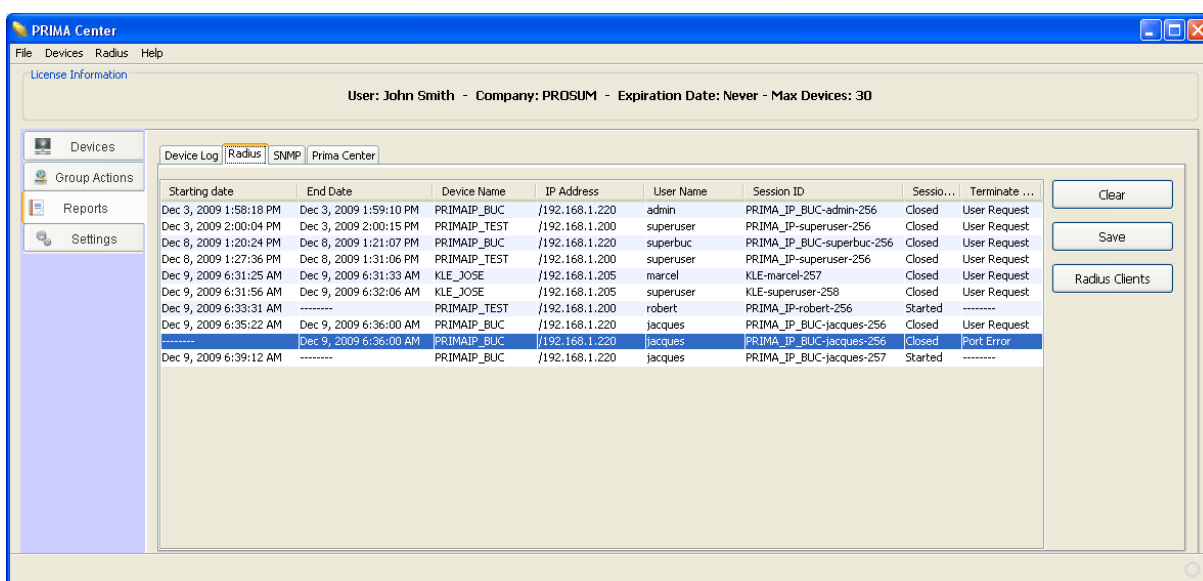 PRIMA Center
File Devices Radius Help
License Information
User: John Smith - Company: PROSUM - Expiration Date: Never - Max Devices: 30
Devices
Group Actions
Reports
Settings
Device Log Radius SNMP Prima Center
Starting date End Date Device Name IP Address User Name Session ID Sessio... Terminate ...
Dec 3, 2009 1:58:18 PM Dec 3, 2009 1:59:10 PM PRIMAIP_BUC /192.168.1.220 admin PRIMA_IP_BUC-admin-256 Closed User Request
Dec 3, 2009 2:00:04 PM Dec 3, 2009 2:00:15 PM PRIMAIP_TEST /192.168.1.200 superuser PRIMA_IP-superuser-256 Closed User Request
Dec 8, 2009 1:20:24 PM Dec 8, 2009 1:21:07 PM PRIMAIP_BUC /192.168.1.220 superbuc PRIMA_IP_BUC-superbuc-256 Closed User Request
Dec 8, 2009 1:27:36 PM Dec 8, 2009 1:31:06 PM PRIMAIP_TEST /192.168.1.200 superuser PRIMA_IP-superuser-256 Closed User Request
Dec 9, 2009 6:31:25 AM Dec 9, 2009 6:31:33 AM KLE_JOSE /192.168.1.205 marcel KLE-marcel-257 Closed User Request
Dec 9, 2009 6:31:56 AM Dec 9, 2009 6:32:06 AM KLE_JOSE /192.168.1.205 superuser KLE-superuser-258 Closed User Request
Dec 9, 2009 6:33:31 AM -------- PRIMAIP_TEST /192.168.1.200 robert PRIMA_IP-robert-256 Started --------
Dec 9, 2009 6:35:22 AM Dec 9, 2009 6:36:00 AM PRIMAIP_BUC /192.168.1.220 jacques PRIMA_IP_BUC-jacques-256 Closed User Request
-------- Dec 9, 2009 6:36:00 AM PRIMAIP_BUC /192.168.1.220 jacques PRIMA_IP_BUC-jacques-256 Closed Port Error
Dec 9, 2009 6:39:12 AM -------- PRIMAIP_BUC /192.168.1.220 jacques PRIMA_IP_BUC-jacques-257 Started --------
Clear
Save
Radius Clients